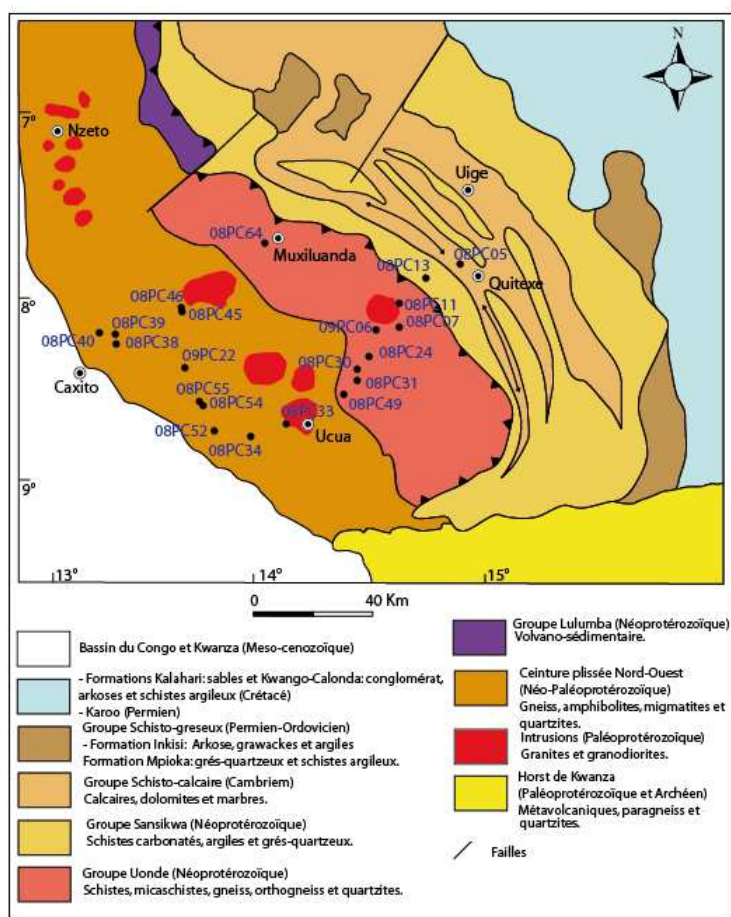 N
7°
Nzeto
Uige
08PC64
Muxiluanda
08PC05
08PC13
Quitexe
8°
08PC46
08PC45
08PC11
08PC39
09PC06
08PC07
08PC40
08PC38
09PC22
08PC30
08PC24
Caxito
08PC31
08PC55
08PC54
08PC49
08PC33
08PC52
Ucua
08PC34
9°
13°
14°
15°
0 40 Km
Bassin du Congo et Kwanza (Meso-cenozoïque)
- Formations Kalahari: sables et Kwango-Calonda: conglomérat,
arkoses et schistes argileux (Crétacé)
- Karoo (Permien)
Groupe Schisto-greseux (Permien-Ordovicien)
- Formation Inkisi: Arkose, grawackes et argiles
Formation Mpioka: grés-quartzeux et schistes argileux.
Groupe Schisto-calcaire (Cambriem)
Calcaires, dolomites et marbres.
Groupe Sansikwa (Néoprotérozoïque)
Schistes carbonatés, argiles et grés-quartzeux.
Groupe Uonde (Néoprotérozoïque)
Schistes, micaschistes, gneiss, orthogneiss et quartzites.
Groupe Lulumba (Néoprotérozoïque)
Volvano-sédimentaire.
Ceinture plissée Nord-Ouest
(Néo-Paléoprotérozoïque)
Gneiss, amphibolites, migmatites et
quartzites.
Intrusions (Paléoprotérozoïque)
Granites et granodiorites.
Horst de Kwanza
(Paléoprotérozoïque et Archéen)
Métavolcaniques, paragneiss et
quartzites.
Failles